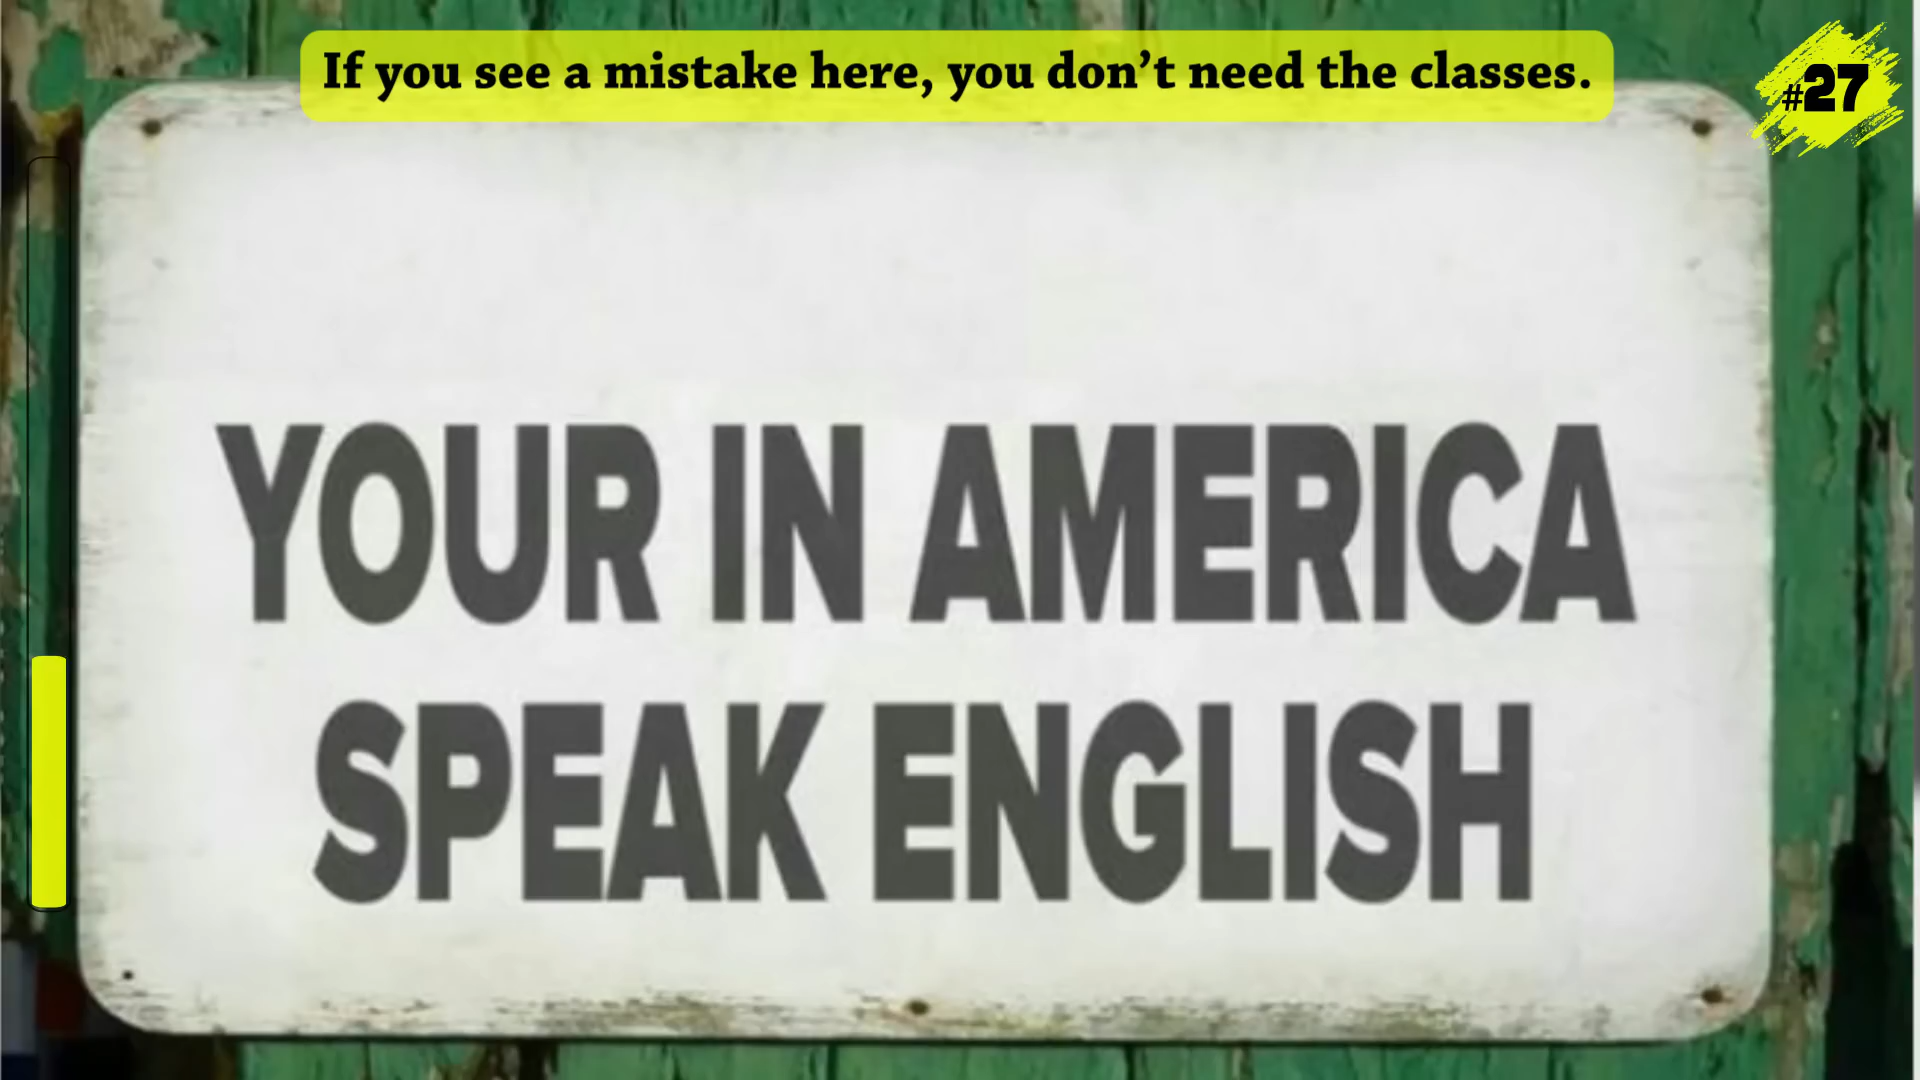 If you see a mistake here, you don’t need the classes.
#27
YOUR IN AMERICA
SPEAK ENGLISH